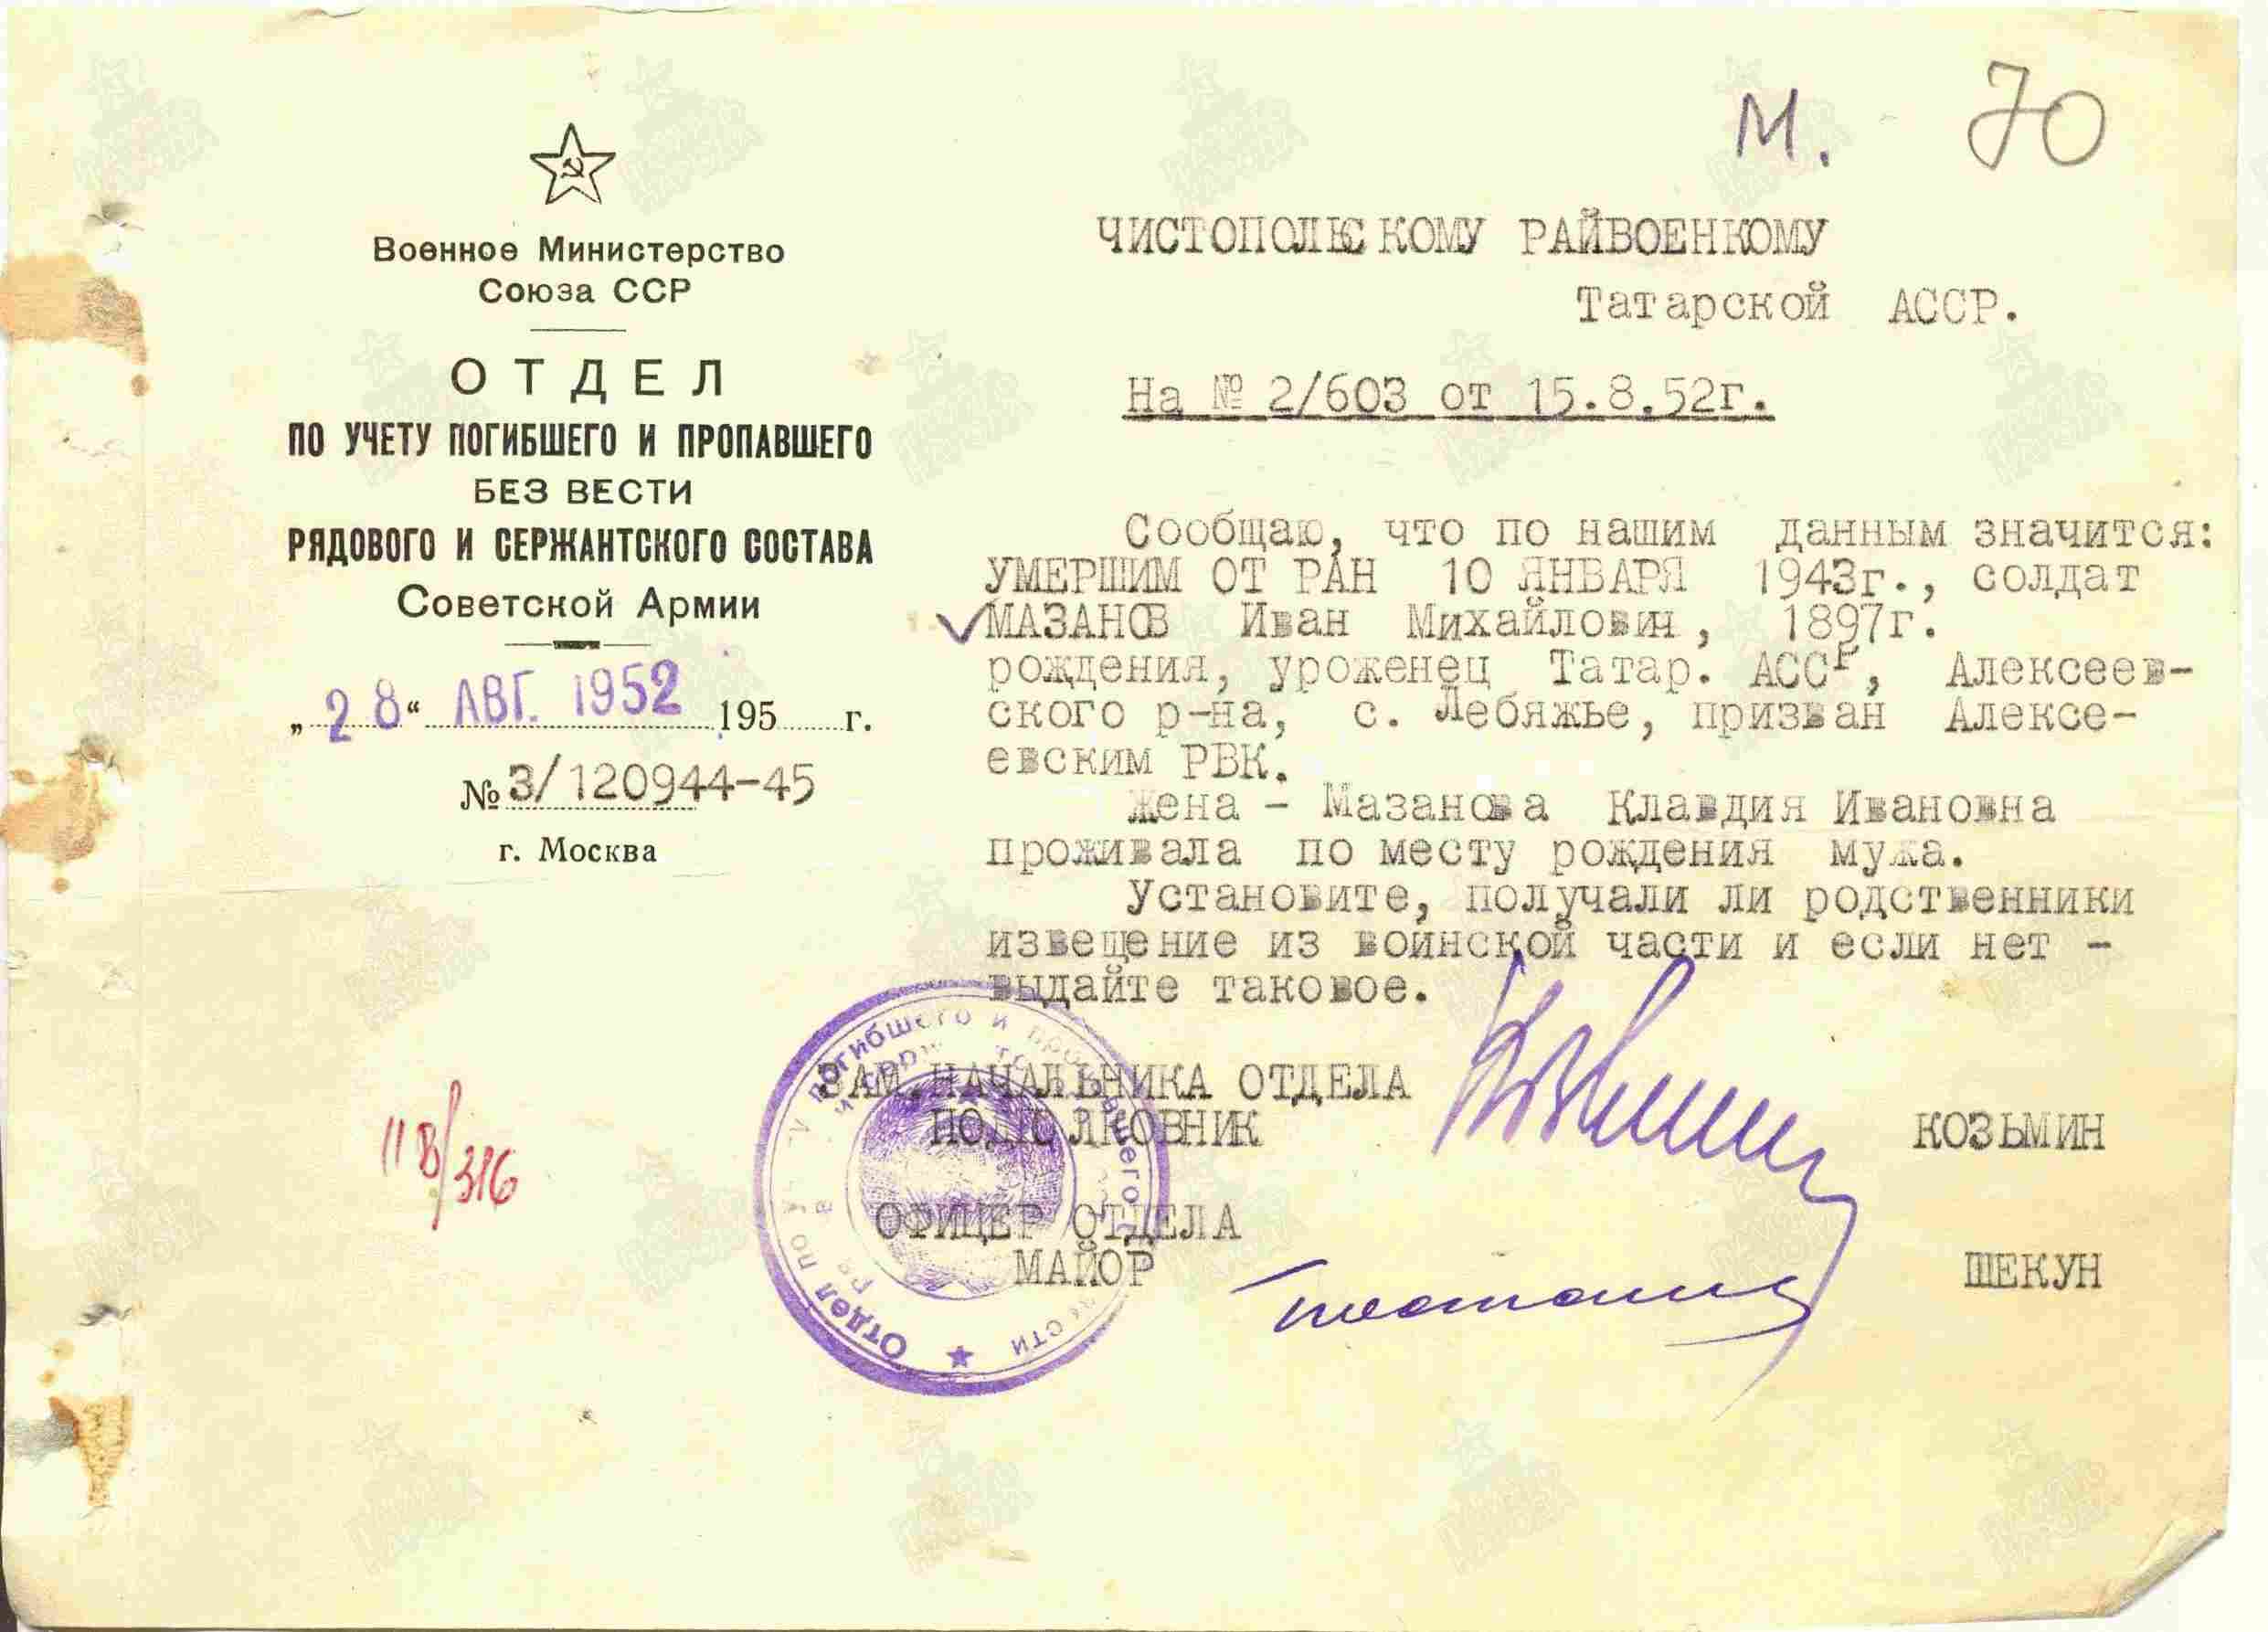 М. 70
Военное Министерство
Союза ССР
ОТДЕЛ
ПО УЧЕТУ ПОГИБШЕГО И ПРОПАВШЕГО
БЕЗ ВЕСТИ
РЯДОВОГО И СЕРЖАНТСКОГО СОСТАВА
Советской Армии
„28“ АВГ. 1952 195 г.
№ 3/120944-45
г. Москва
ЧИСТОПОЛЬСКОМУ РАЙВОЕНКОМУ
Татарской АССР.
На № 2/603 от 15.8.52г.
Сообщаю, что по нашим данным значится:
УМЕРШИМ ОТ РАН 10 ЯНВАРЯ 1943г., солдат
МАЗАНОВ Иван Михайлович, 1897г.
рождения, уроженец Татар. АССР, Алексеев-
ского р-на, с. Лебяжье, призван Алексе-
евским РВК.
Жена - Мазанова Клавдия Ивановна
проживала по месту рождения мужа.
Установите, получали ли родственники
извещение из воинской части и если нет -
выдайте таковое.
ЗАМ.НАЧАЛЬНИКА ОТДЕЛА
ПОДПОЛКОВНИК КОЗЬМИН
ОФИЦЕР ОТДЕЛА
МАЙОР ШЕКУН
11В/316
Отдел по погибшего и